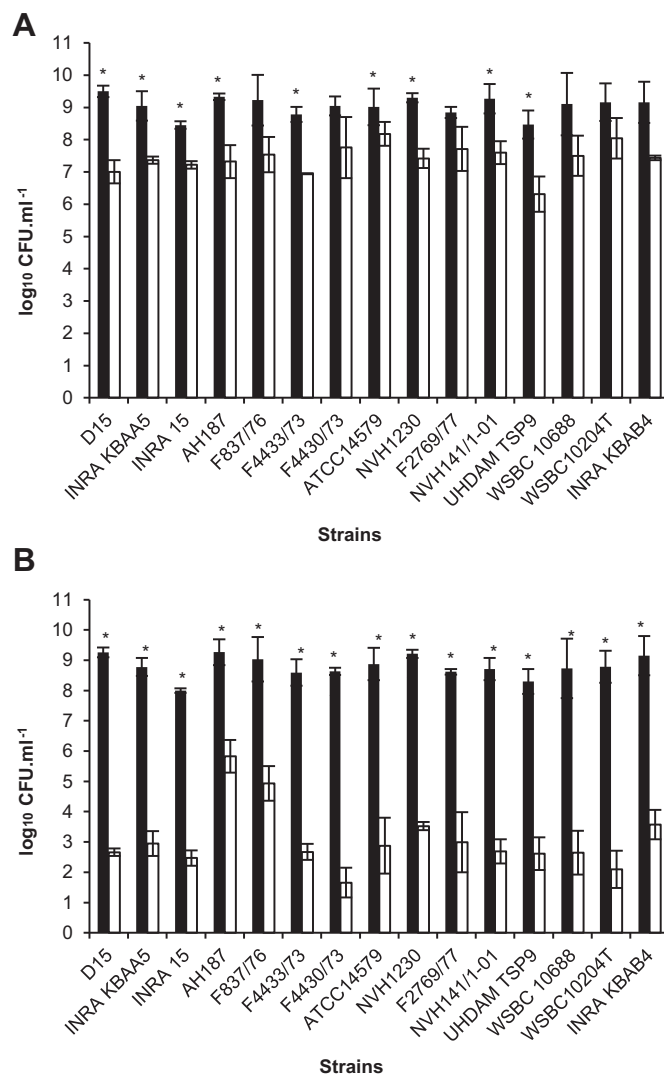 A
11
10
9
8
7
6
5
4
3
2
1
0
log10 CFU.ml-1
* * * * * * * * *
D15
INRA KBAA5
INRA 15
AH187
F837/76
F4433/73
F4430/73
ATCC14579
NVH1230
F2769/77
NVH141/1-01
UHDAM TSP9
WSBC 10688
WSBC10204T
INRA KBAB4
Strains
B
11
10
9
8
7
6
5
4
3
2
1
0
log10 CFU.ml-1
* * * * * * * * * * * * * * *
D15
INRA KBAA5
INRA 15
AH187
F837/76
F4433/73
F4430/73
ATCC14579
NVH1230
F2769/77
NVH141/1-01
UHDAM TSP9
WSBC 10688
WSBC10204T
INRA KBAB4
Strains